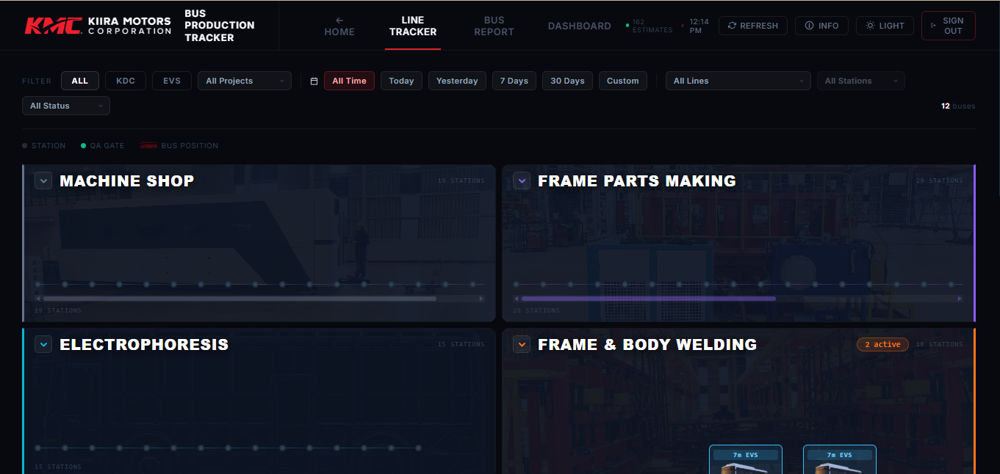 KMC KIIRA MOTORS CORPORATION
BUS PRODUCTION TRACKER
← HOME
LINE TRACKER
BUS REPORT
DASHBOARD
162 ESTIMATES
12:14 PM
REFRESH
INFO
LIGHT
SIGN OUT
FILTER
ALL
KDC
EVS
All Projects
All Time
Today
Yesterday
7 Days
30 Days
Custom
All Lines
All Stations
All Status
12 buses
STATION
QA GATE
BUS POSITION
MACHINE SHOP
19 STATIONS
19 STATIONS
FRAME PARTS MAKING
29 STATIONS
29 STATIONS
ELECTROPHORESIS
15 STATIONS
15 STATIONS
FRAME & BODY WELDING
2 active
18 STATIONS
7m EVS
7m EVS